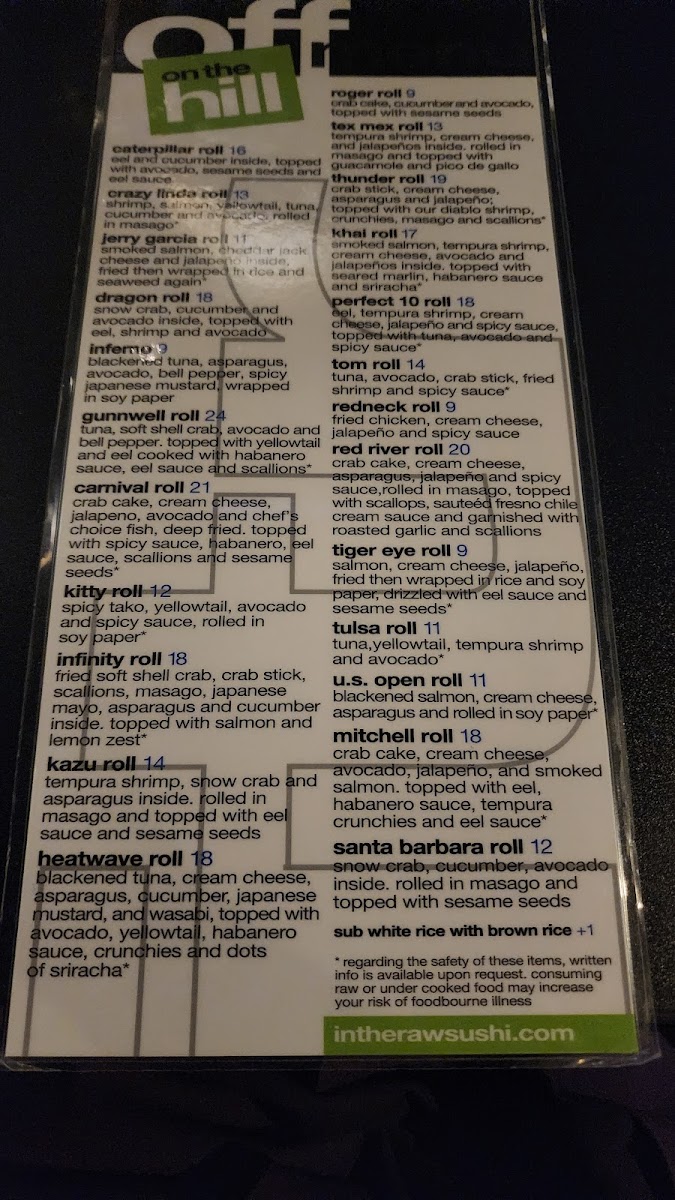 off
on the
hill
caterpillar roll 16
eel and cucumber inside, topped
with avocado, sesame seeds and
eel sauce
crazy linda roll 13
shrimp, salmon, yellowtail, tuna,
cucumber and avocado, rolled
in masago*
jerry garcia roll 11
smoked salmon, cheddar jack
cheese and jalapeno inside,
fried then wrapped in rice and
seaweed again*
dragon roll 18
snow crab, cucumber and
avocado inside, topped with
eel, shrimp and avocado
inferno 9
blackened tuna, asparagus,
avocado, bell pepper, spicy
japanese mustard, wrapped
in soy paper
gunnwell roll 24
tuna, soft shell crab, avocado and
bell pepper. topped with yellowtail
and eel cooked with habanero
sauce, eel sauce and scallions*
carnival roll 21
crab cake, cream cheese,
jalapeno, avocado and chef's
choice fish, deep fried. topped
with spicy sauce, habanero, eel
sauce, scallions and sesame
seeds*
kitty roll 12
spicy tako, yellowtail, avocado
and spicy sauce, rolled in
soy paper*
infinity roll 18
fried soft shell crab, crab stick,
scallions, masago, japanese
mayo, asparagus and cucumber
inside. topped with salmon and
lemon zest*
kazu roll 14
tempura shrimp, snow crab and
asparagus inside. rolled in
masago and topped with eel
sauce and sesame seeds
heatwave roll 18
blackened tuna, cream cheese,
asparagus, cucumber, japanese
mustard, and wasabi, topped with
avocado, yellowtail, habanero
sauce, crunchies and dots
of sriracha*
roger roll 9
crab cake, cucumber and avocado,
topped with sesame seeds
tex mex roll 13
tempura shrimp, cream cheese,
and jalapeños inside. rolled in
masago and topped with
guacamole and pico de gallo
thunder roll 19
crab stick, cream cheese,
asparagus and jalapeño;
topped with our diablo shrimp,
crunchies, masago and scallions*
khai roll 17
smoked salmon, tempura shrimp,
cream cheese, avocado and
jalapeños inside. topped with
seared marlin, habanero sauce
and sriracha*
perfect 10 roll 18
eel, tempura shrimp, cream
cheese, jalapeño and spicy sauce,
topped with tuna, avocado and
spicy sauce*
tom roll 14
tuna, avocado, crab stick, fried
shrimp and spicy sauce*
redneck roll 9
fried chicken, cream cheese,
jalapeño and spicy sauce
red river roll 20
crab cake, cream cheese,
asparagus, jalapeño and spicy
sauce,rolled in masago, topped
with scallops, sauteéd fresno chile
cream sauce and garnished with
roasted garlic and scallions
tiger eye roll 9
salmon, cream cheese, jalapeño,
fried then wrapped in rice and soy
paper, drizzled with eel sauce and
sesame seeds*
tulsa roll 11
tuna,yellowtail, tempura shrimp
and avocado*
u.s. open roll 11
blackened salmon, cream cheese,
asparagus and rolled in soy paper*
mitchell roll 18
crab cake, cream cheese,
avocado, jalapeño, and smoked
salmon. topped with eel,
habanero sauce, tempura
crunchies and eel sauce*
santa barbara roll 12
snow crab, cucumber, avocado
inside. rolled in masago and
topped with sesame seeds
sub white rice with brown rice +1
* regarding the safety of these items, written
info is available upon request. consuming
raw or under cooked food may increase
your risk of foodbourne illness
intherawsushi.com